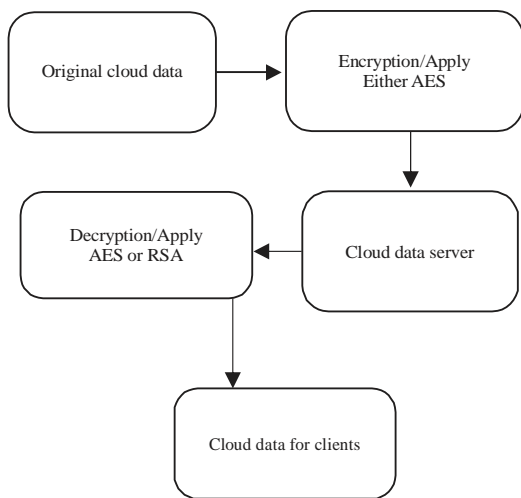 Original cloud data
Encryption/Apply
Either AES
Decryption/Apply
AES or RSA
Cloud data server
Cloud data for clients